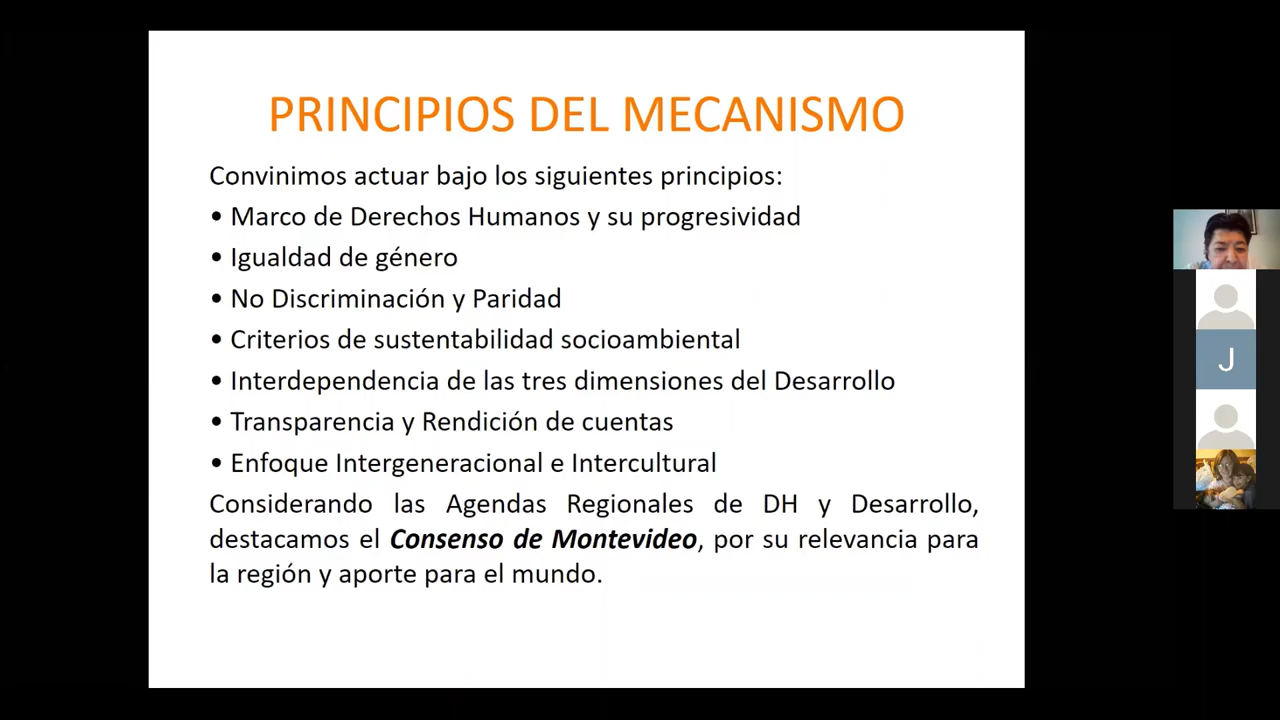 PRINCIPIOS DEL MECANISMO
Convinimos actuar bajo los siguientes principios:
• Marco de Derechos Humanos y su progresividad
• Igualdad de género
• No Discriminación y Paridad
• Criterios de sustentabilidad socioambiental
• Interdependencia de las tres dimensiones del Desarrollo
• Transparencia y Rendición de cuentas
• Enfoque Intergeneracional e Intercultural
Considerando las Agendas Regionales de DH y Desarrollo,
destacamos el Consenso de Montevideo, por su relevancia para
la región y aporte para el mundo.
J